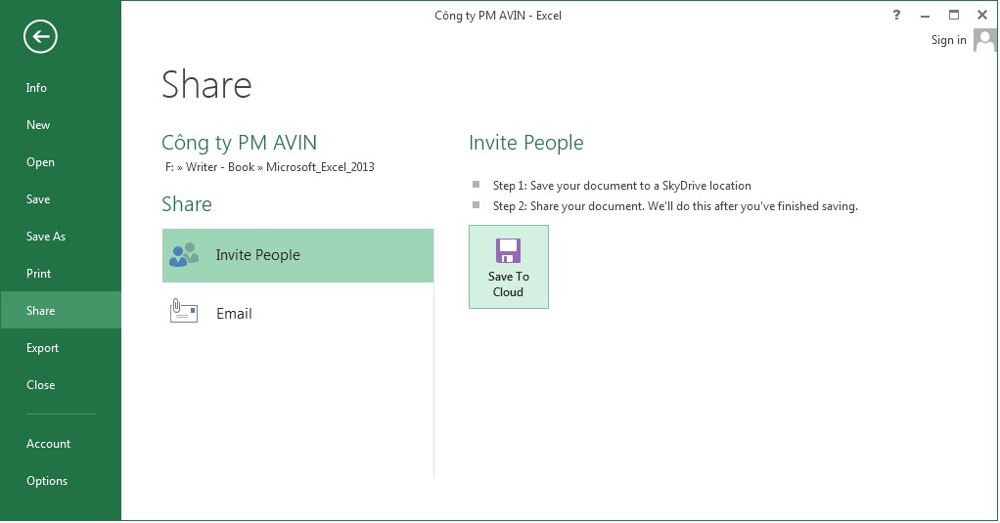 Công ty PM AVIN - Excel
?
Sign in
Info
New
Open
Save
Save As
Print
Share
Export
Close
Account
Options
Share
Công ty PM AVIN
F: » Writer - Book » Microsoft_Excel_2013
Share
Invite People
Email
Invite People
Step 1: Save your document to a SkyDrive location
Step 2: Share your document. We'll do this after you've finished saving.
Save To
Cloud